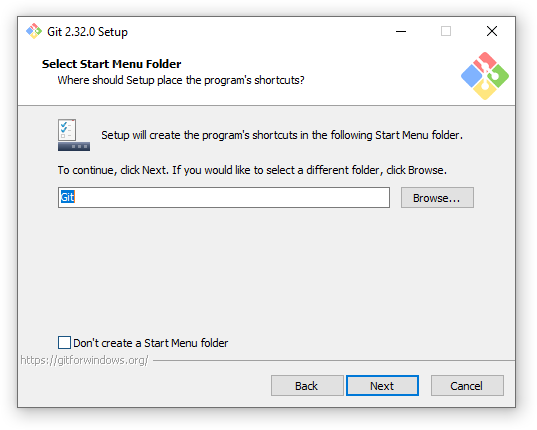 Git 2.32.0 Setup
Select Start Menu Folder
Where should Setup place the program's shortcuts?
Setup will create the program's shortcuts in the following Start Menu folder.
To continue, click Next. If you would like to select a different folder, click Browse.
Git
Browse...
Don't create a Start Menu folder
https://gitforwindows.org/
Back
Next
Cancel